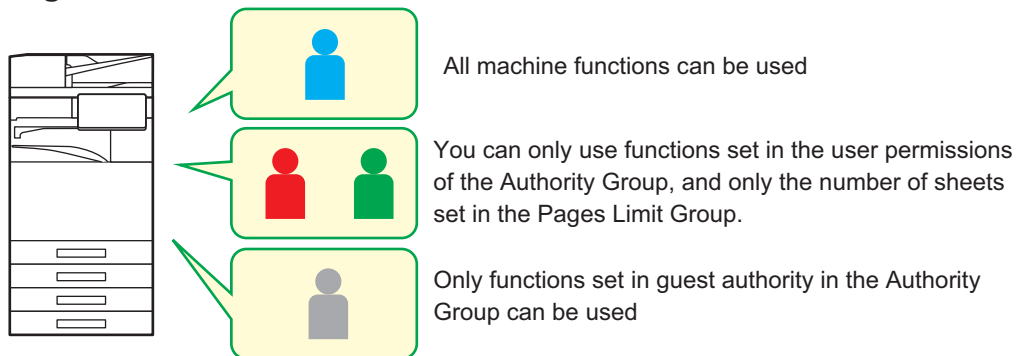 All machine functions can be used
You can only use functions set in the user permissions
of the Authority Group, and only the number of sheets
set in the Pages Limit Group.
Only functions set in guest authority in the Authority
Group can be used